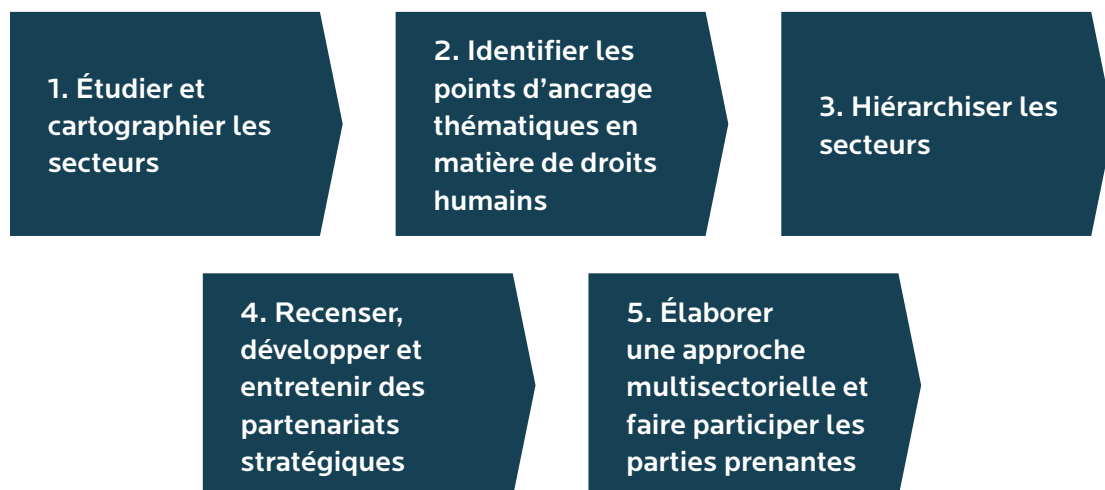 1. Étudier et
cartographier les
secteurs
2. Identifier les
points d’ancrage
thématiques en
matière de droits
humains
3. Hiérarchiser les
secteurs
4. Recenser,
développer et
entretenir des
partenariats
stratégiques
5. Élaborer
une approche
multisectorielle et
faire participer les
parties prenantes